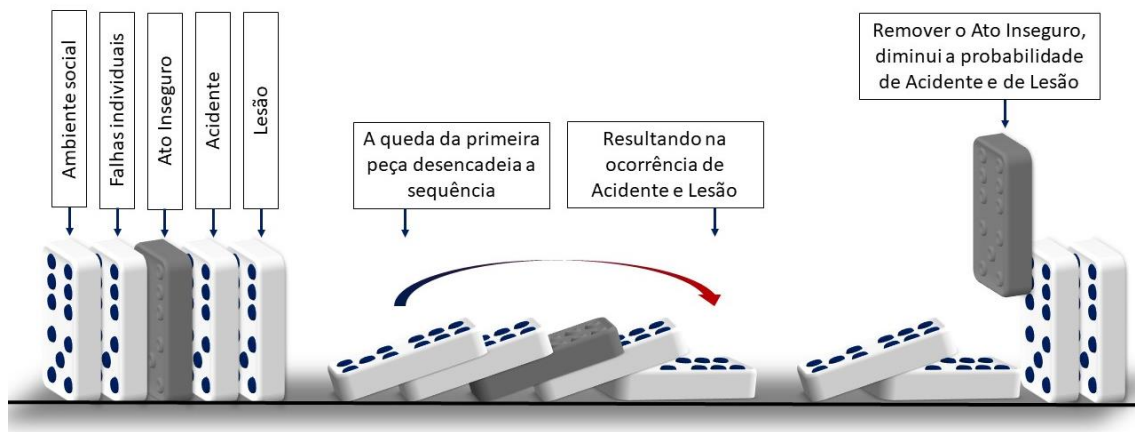 Ambiente social
Falhas individuais
Ato Inseguro
Acidente
Lesão
A queda da primeira
peça desencadeia a
sequência
Resultando na
ocorrência de
Acidente e Lesão
Remover o Ato Inseguro,
diminui a probabilidade
de Acidente e de Lesão